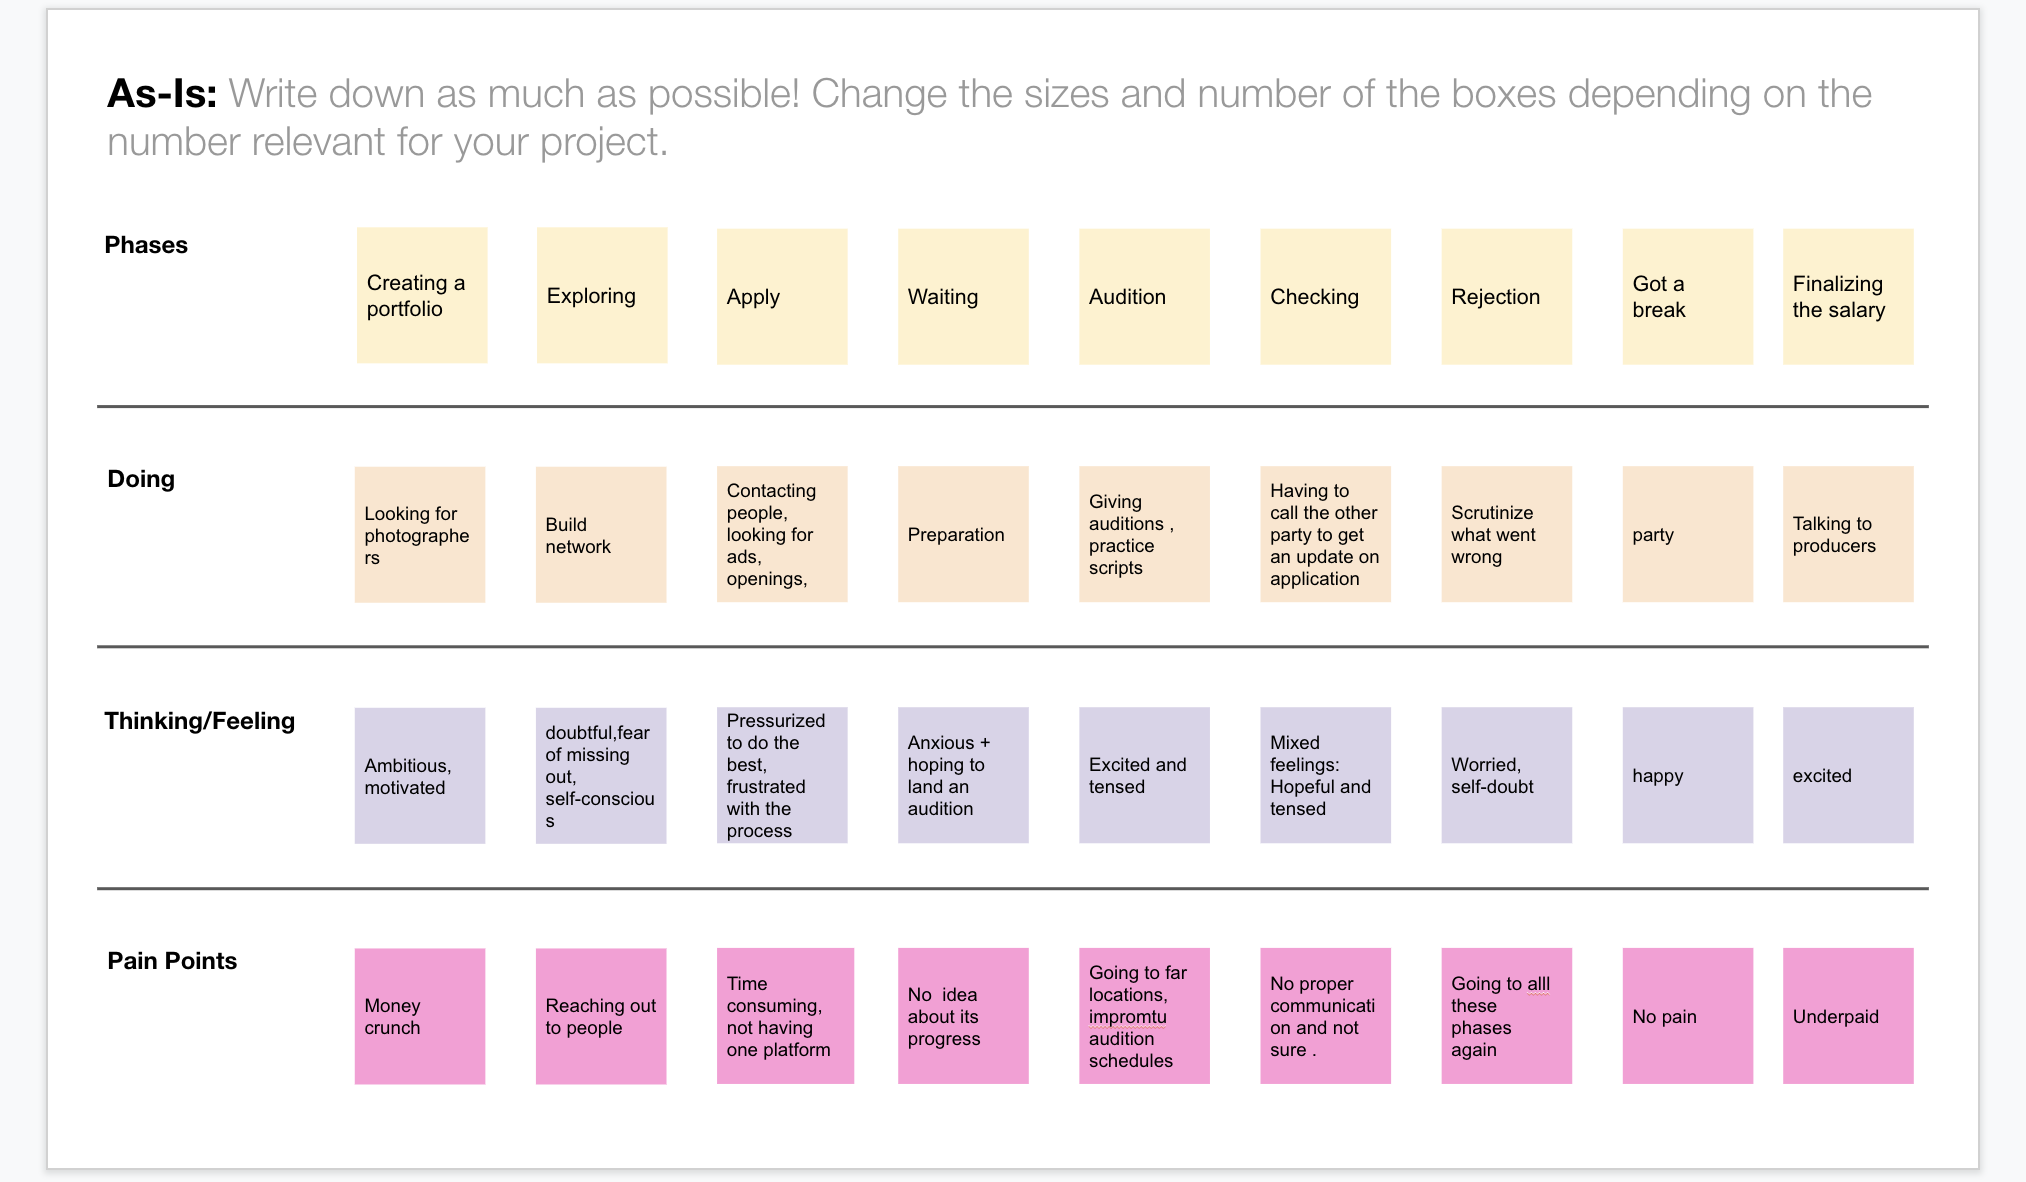 As-Is: Write down as much as possible! Change the sizes and number of the boxes depending on the
number relevant for your project.
Phases
Creating a
portfolio
Exploring
Apply
Waiting
Audition
Checking
Rejection
Got a
break
Finalizing
the salary
Doing
Looking for
photographe
rs
Build
network
Contacting
people,
looking for
ads,
openings,
Preparation
Giving
auditions ,
practice
scripts
Having to
call the other
party to get
an update on
application
Scrutinize
what went
wrong
party
Talking to
producers
Thinking/Feeling
Ambitious,
motivated
doubtful,fear
of missing
out,
self-consciou
s
Pressurized
to do the
best,
frustrated
with the
process
Anxious +
hoping to
land an
audition
Excited and
tensed
Mixed
feelings:
Hopeful and
tensed
Worried,
self-doubt
happy
excited
Pain Points
Money
crunch
Reaching out
to people
Time
consuming,
not having
one platform
No  idea
about its
progress
Going to far
locations,
impromtu
audition
schedules
No proper
communicati
on and not
sure .
Going to alll
these
phases
again
No pain
Underpaid